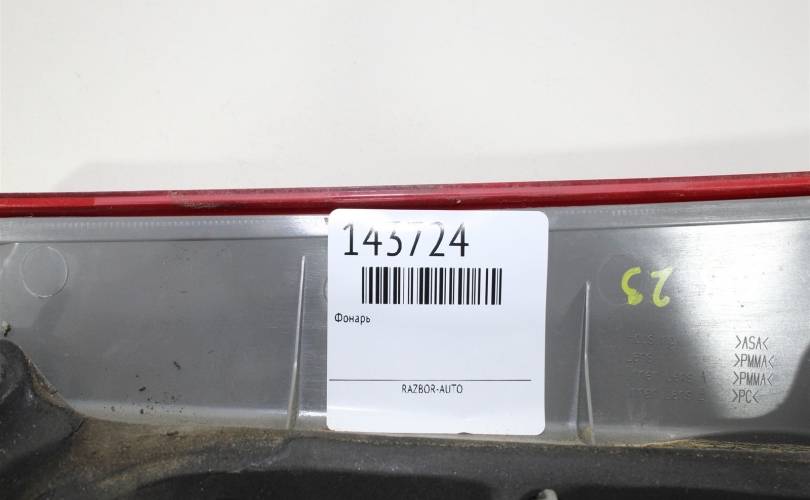 143724
Фонарь
RAZBOR-AUTO
23
>ASA<
>PMMA<
>PMMA<
>PC<